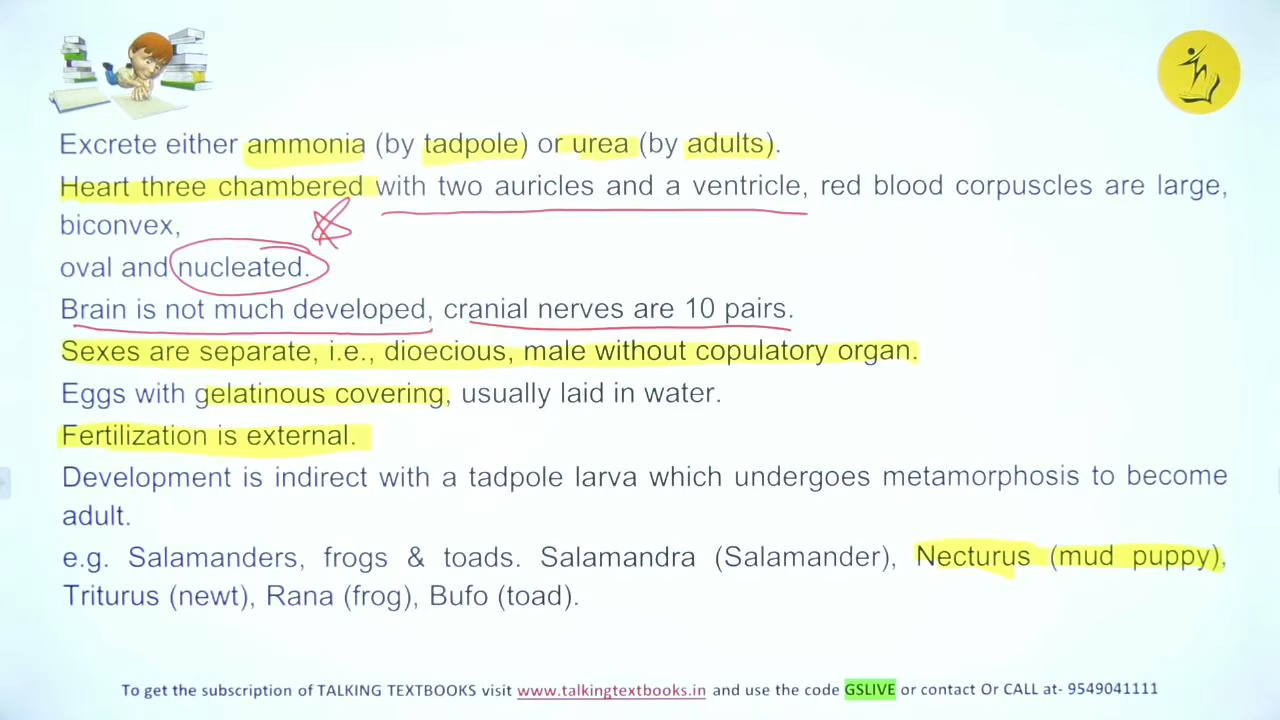 Excrete either ammonia (by tadpole) or urea (by adults).
Heart three chambered with two auricles and a ventricle, red blood corpuscles are large,
biconvex,
oval and nucleated.
Brain is not much developed, cranial nerves are 10 pairs.
Sexes are separate, i.e., dioecious, male without copulatory organ.
Eggs with gelatinous covering, usually laid in water.
Fertilization is external.
Development is indirect with a tadpole larva which undergoes metamorphosis to become
adult.
e.g. Salamanders, frogs & toads. Salamandra (Salamander), Necturus (mud puppy),
Triturus (newt), Rana (frog), Bufo (toad).
To get the subscription of TALKING TEXTBOOKS visit www.talkingtextbooks.in and use the code GSLIVE or contact Or CALL at- 9549041111